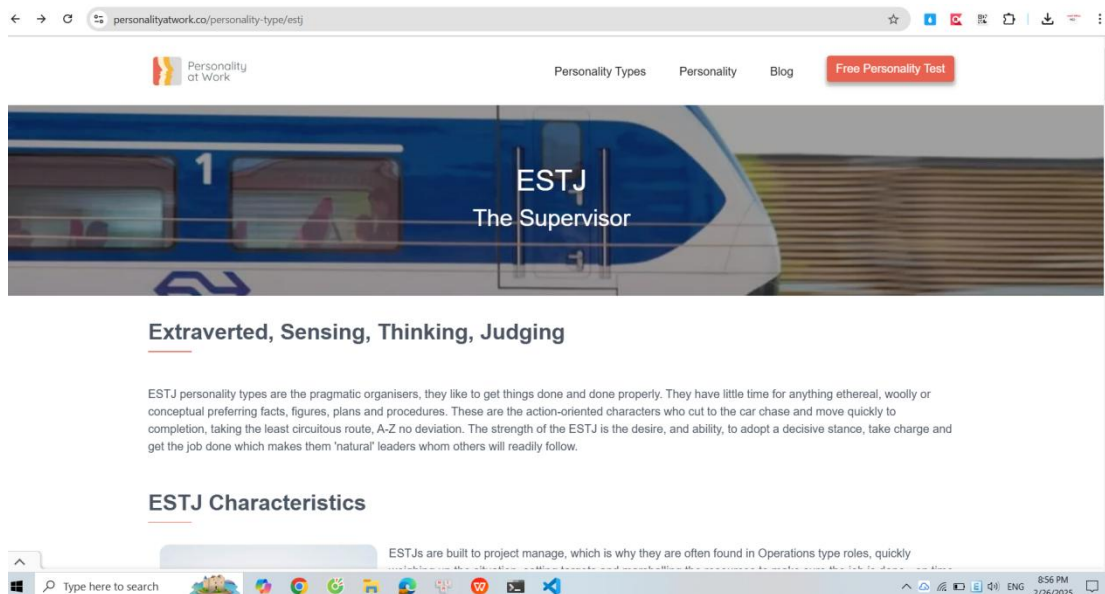 personalityatwork.co/personality-type/estj
Personality
at Work
Personality Types
Personality
Blog
Free Personality Test
1
ESTJ
The Supervisor
Extraverted, Sensing, Thinking, Judging
ESTJ personality types are the pragmatic organisers, they like to get things done and done properly. They have little time for anything ethereal, woolly or
conceptual preferring facts, figures, plans and procedures. These are the action-oriented characters who cut to the car chase and move quickly to
completion, taking the least circuitous route, A-Z no deviation. The strength of the ESTJ is the desire, and ability, to adopt a decisive stance, take charge and
get the job done which makes them 'natural' leaders whom others will readily follow.
ESTJ Characteristics
ESTJs are built to project manage, which is why they are often found in Operations type roles, quickly
Type here to search
ENG
8:56 PM
2/26/2025